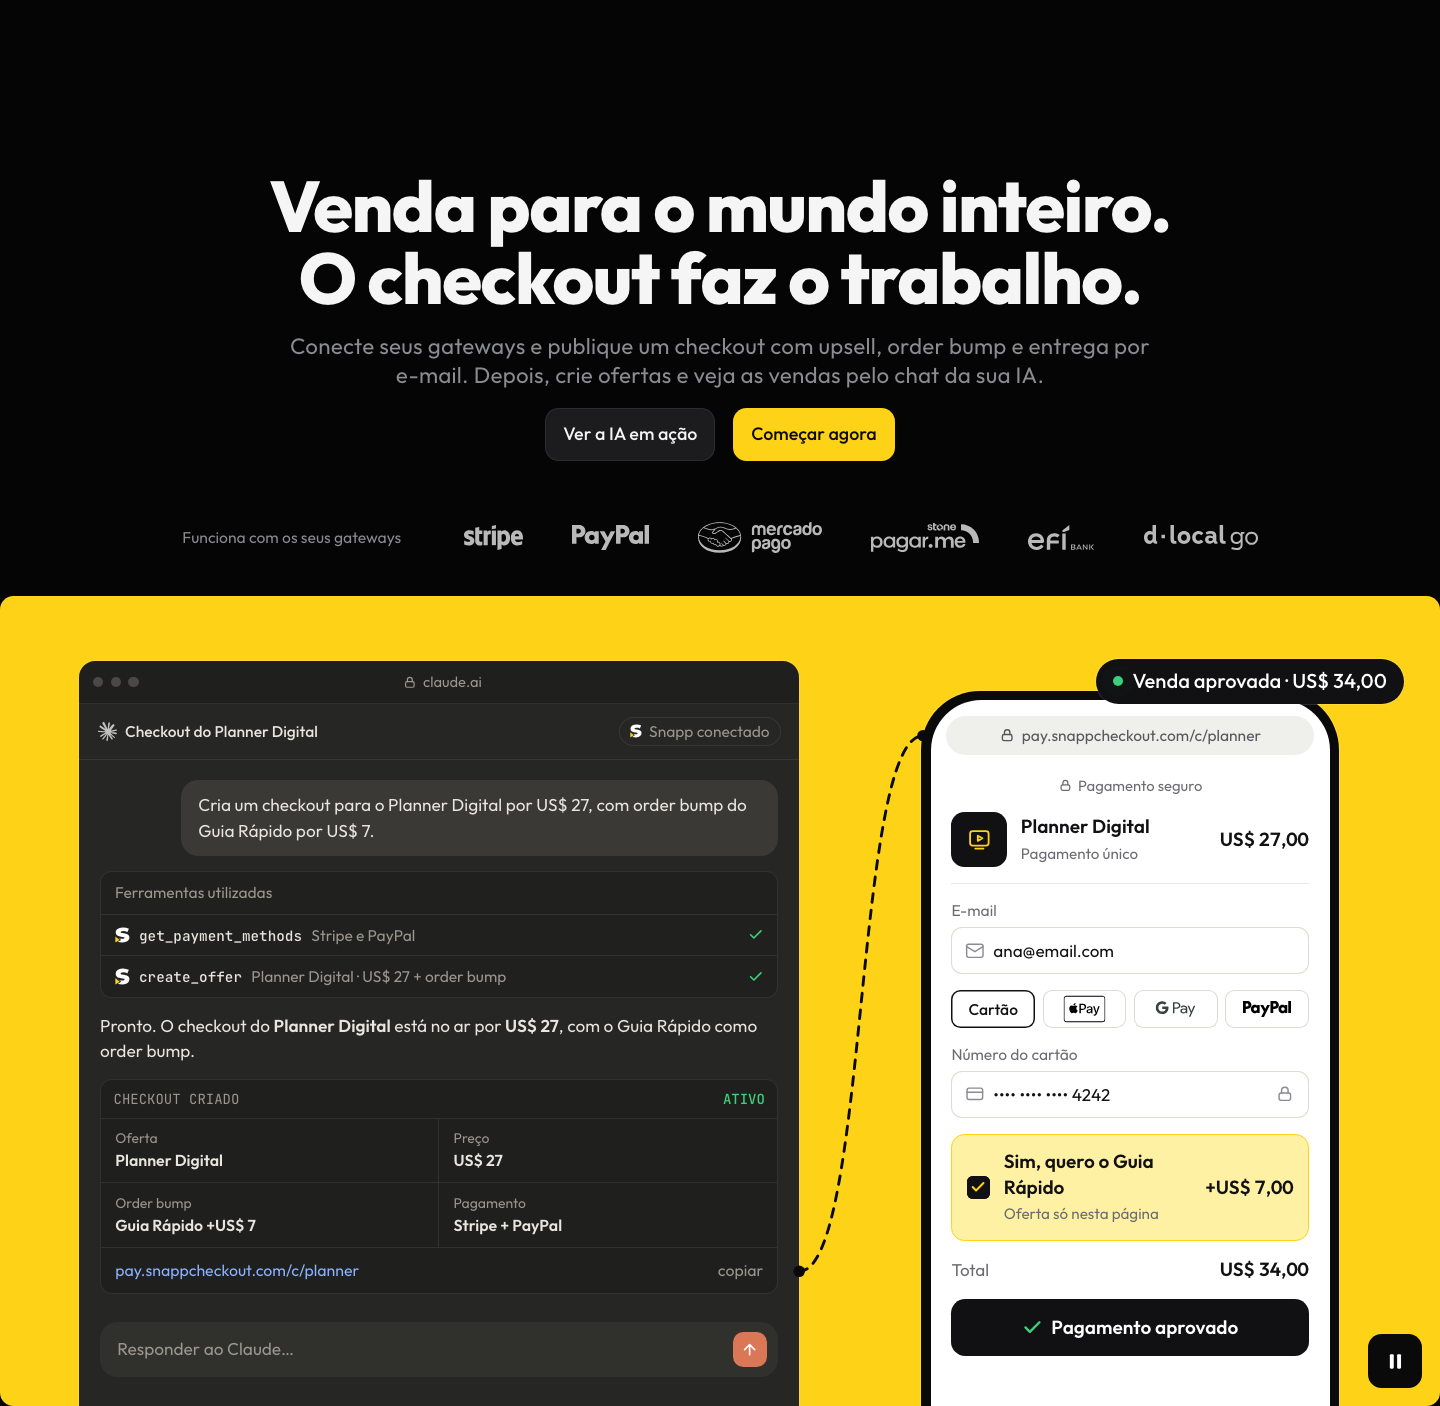 Venda para o mundo inteiro.
O checkout faz o trabalho.
Conecte seus gateways e publique um checkout com upsell, order bump e entrega por
e-mail. Depois, crie ofertas e veja as vendas pelo chat da sua IA.
Ver a IA em ação
Começar agora
Funciona com os seus gateways
stripe
PayPal
mercado
pago
stone
pagar.me
efí BANK
d·local go
claude.ai
Checkout do Planner Digital
Snapp conectado
Cria um checkout para o Planner Digital por US$ 27, com order bump do
Guia Rápido por US$ 7.
Ferramentas utilizadas
get_payment_methods Stripe e PayPal
create_offer Planner Digital · US$ 27 + order bump
Pronto. O checkout do Planner Digital está no ar por US$ 27, com o Guia Rápido como
order bump.
CHECKOUT CRIADO
ATIVO
Oferta
Planner Digital
Preço
US$ 27
Order bump
Guia Rápido +US$ 7
Pagamento
Stripe + PayPal
pay.snappcheckout.com/c/planner
copiar
Responder ao Claude...
Venda aprovada · US$ 34,00
pay.snappcheckout.com/c/planner
Pagamento seguro
Planner Digital
Pagamento único
US$ 27,00
E-mail
ana@email.com
Cartão
Pay
G Pay
PayPal
Número do cartão
•••• •••• •••• 4242
Sim, quero o Guia
Rápido
+US$ 7,00
Oferta só nesta página
Total
US$ 34,00
Pagamento aprovado